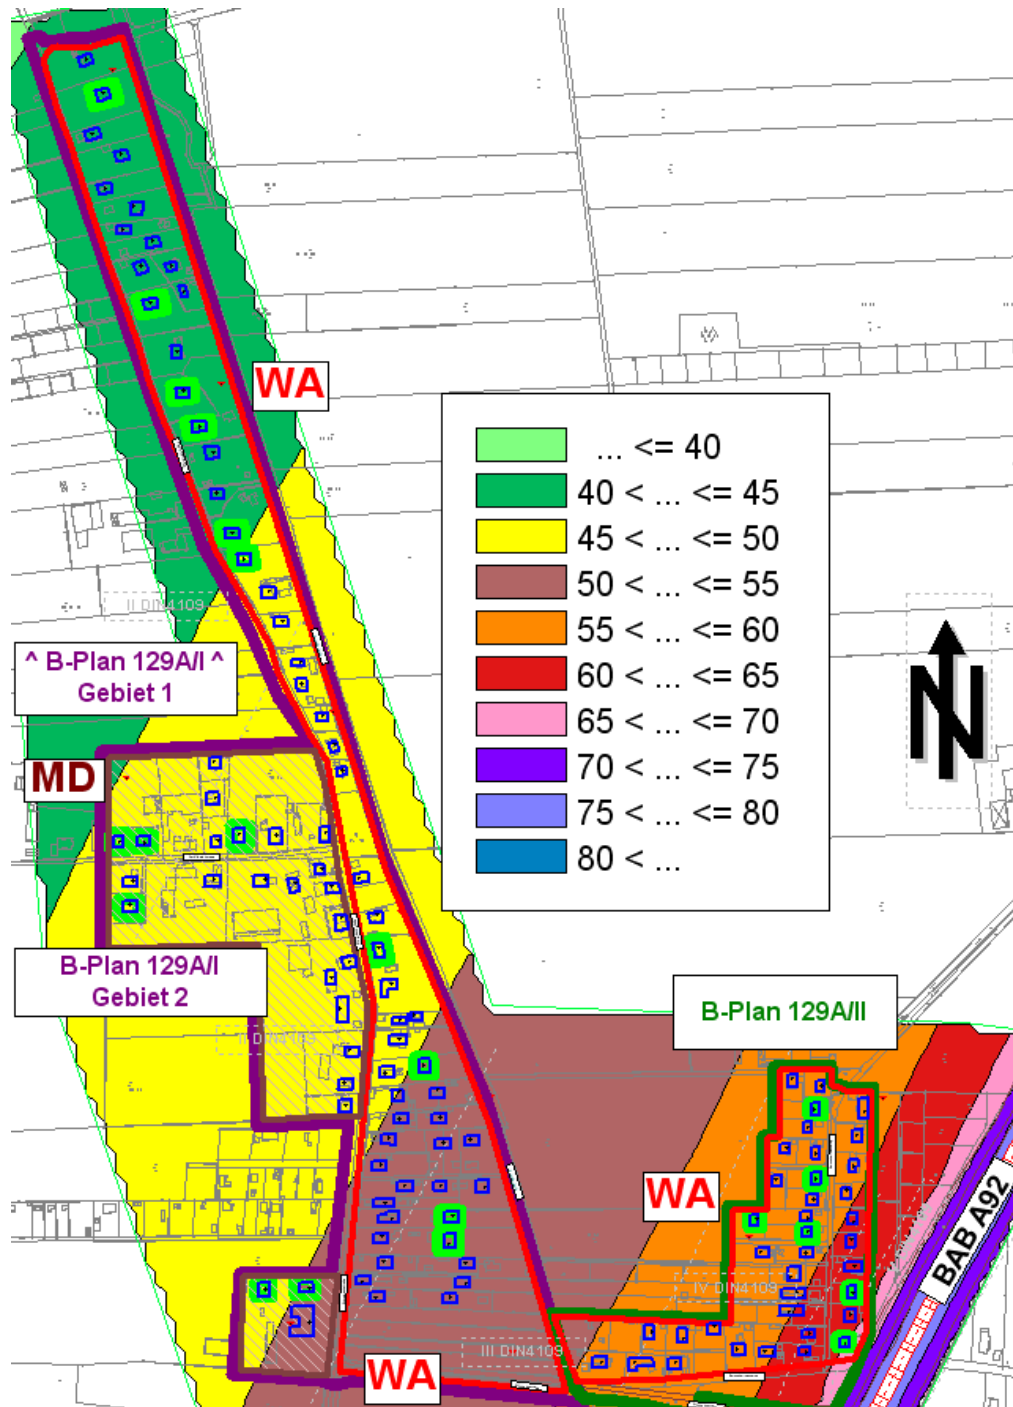 WA
... <= 40
40 < ... <= 45
45 < ... <= 50
50 < ... <= 55
55 < ... <= 60
60 < ... <= 65
65 < ... <= 70
70 < ... <= 75
75 < ... <= 80
80 < ...
II DIN4109
^ B-Plan 129A/I ^
Gebiet 1
N
MD
B-Plan 129A/I
Gebiet 2
B-Plan 129A/II
II DIN4109
WA
BAB A92
IV DIN4109
III DIN4109
WA